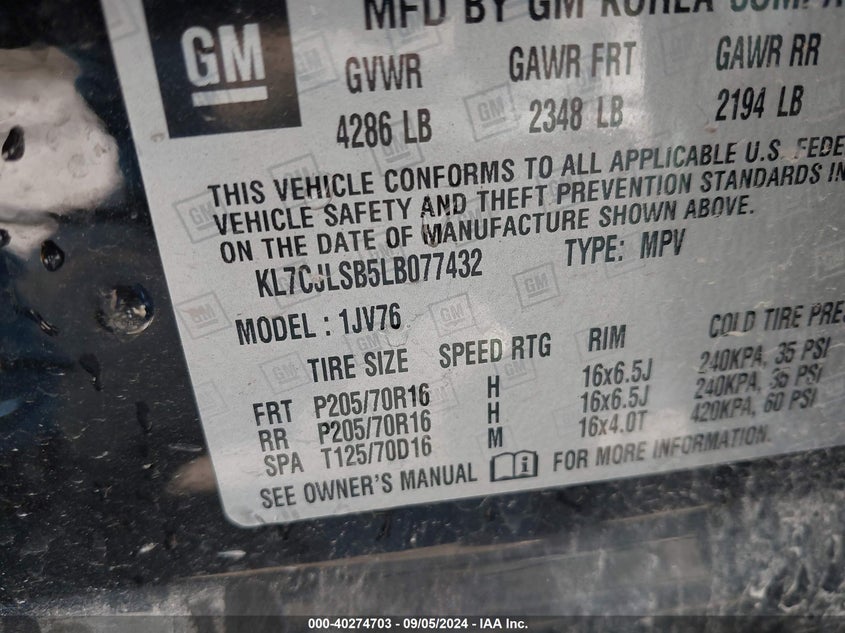 MFD BY GM KOREA COMPA
GM
GVWR GAWR FRT GAWR RR
4286 LB 2348 LB 2194 LB
THIS VEHICLE CONFORMS TO ALL APPLICABLE U.S. FEDE
VEHICLE SAFETY AND THEFT PREVENTION STANDARDS IN
ON THE DATE OF MANUFACTURE SHOWN ABOVE.
KL7CJLSB5LB077432 TYPE: MPV
MODEL : 1JV76
TIRE SIZE SPEED RTG RIM COLD TIRE PRE
FRT P205/70R16 H 16x6.5J 240KPA, 35 PSI
RR P205/70R16 H 16x6.5J 240KPA, 35 PSI
SPA T125/70D16 M 16x4.0T 420KPA, 60 PSI
SEE OWNER'S MANUAL FOR MORE INFORMATION.
000-40274703 - 09/05/2024 - IAA Inc.